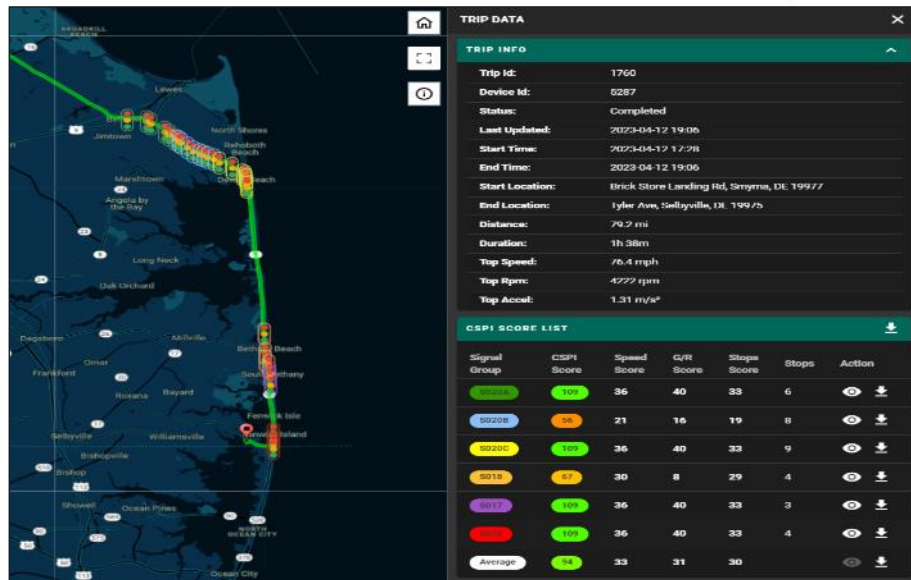 BROADKILL
BEACH
Lewes
Jimtown
North Shores
Rehoboth
Beach
Marshtown
Angola by
the Bay
Long Neck
Oak Orchard
Dagsboro
Millville
Omar
Frankford
Roxana
Bayard
Selbyville
Williamsville
Fenwick Isle
Bishopville
Bishop
Showell
Ocean Pines
NORTH
OCEAN CITY
Ocean City
TRIP DATA
TRIP INFO
Trip Id: 1760
Device Id: 5287
Status: Completed
Last Updated: 2023-04-12 19:06
Start Time: 2023-04-12 17:28
End Time: 2023-04-12 19:06
Start Location: Brick Store Landing Rd, Smyrna, DE 19977
End Location: Tyler Ave, Selbyville, DE 19975
Distance: 79.2 mi
Duration: 1h 38m
Top Speed: 76.4 mph
Top Rpm: 4222 rpm
Top Accel: 1.31 m/s²
CSPI SCORE LIST
Signal Group CSPI Score Speed Score G/R Score Stops Score Stops Action
109 36 40 33 6
S020B 56 21 16 19 8
S020C 109 36 40 33 9
S018 67 30 8 29 4
S017 109 36 40 33 3
109 36 40 33 4
Average 94 33 31 30